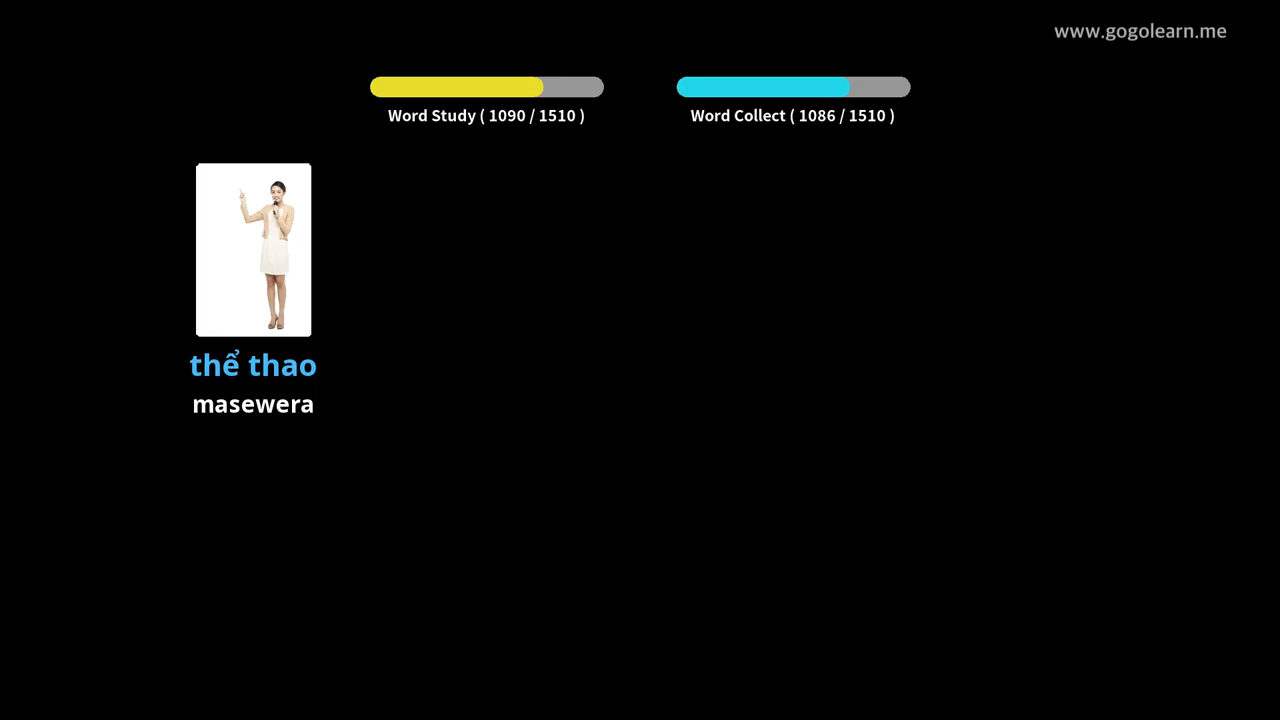 www.gogolearn.me
Word Study ( 1090 / 1510 )
Word Collect ( 1086 / 1510 )
thể thao
masewera